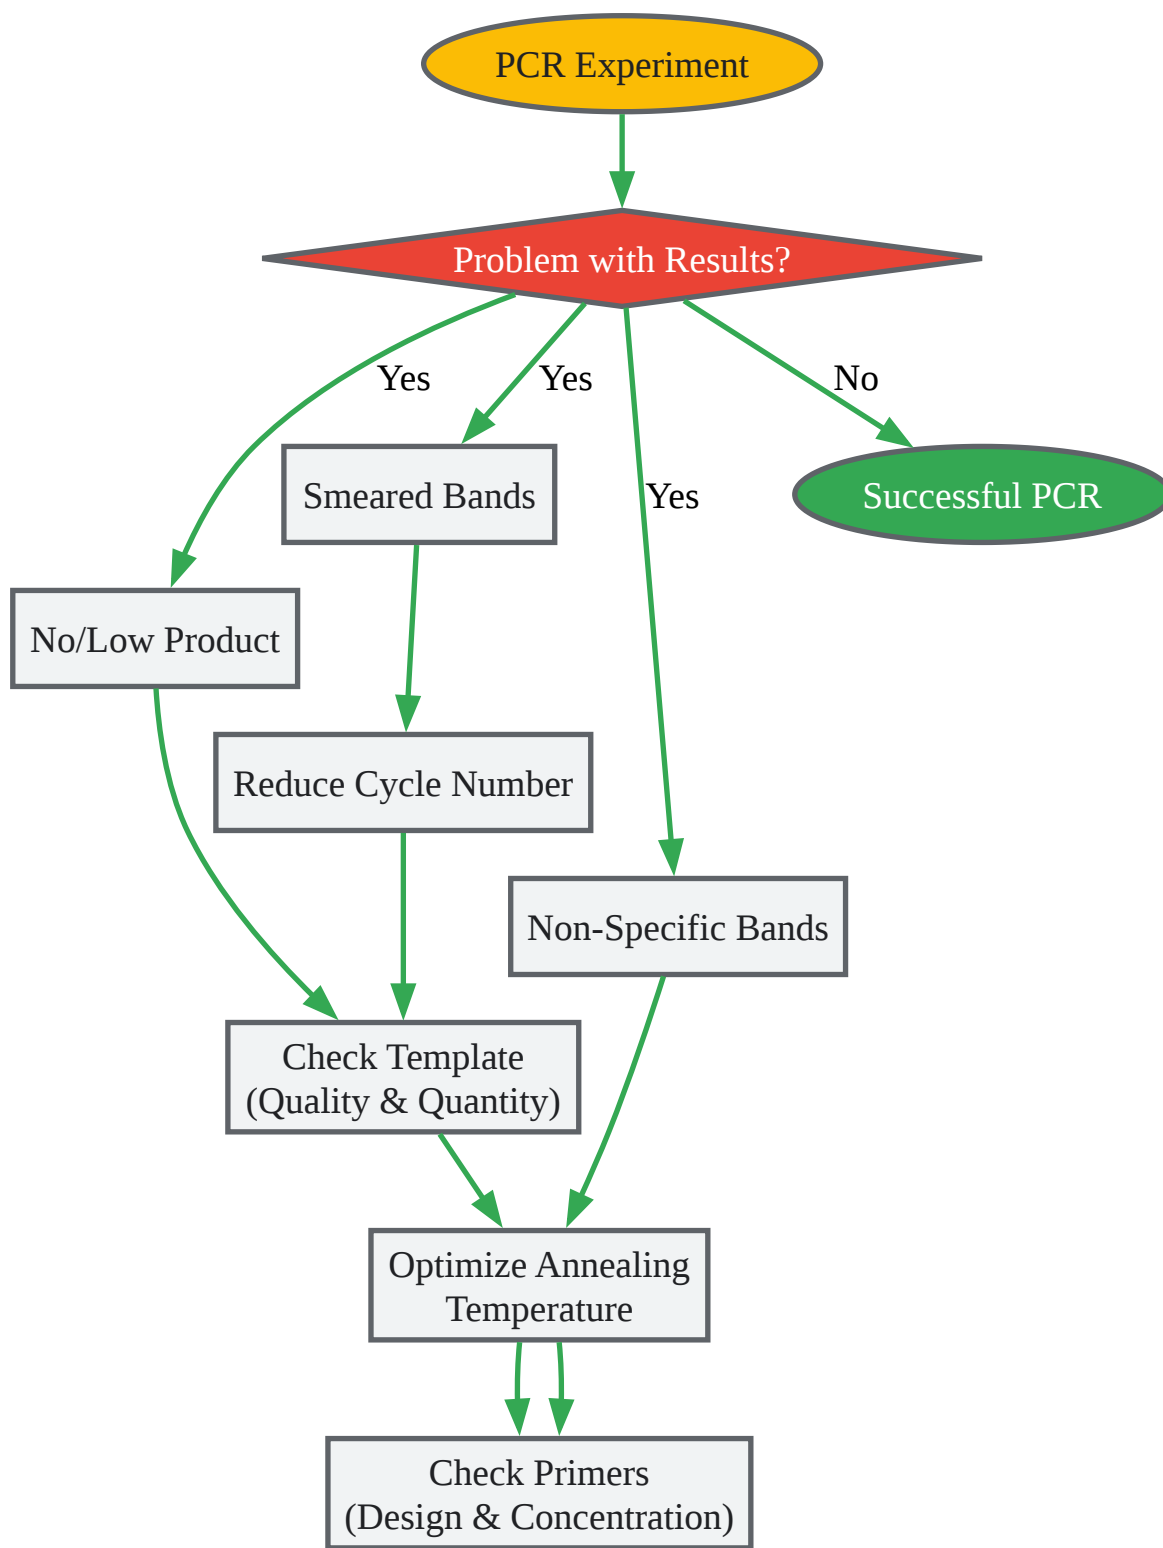 PCR Experiment
Problem with Results?
Yes
Yes
No
Smeared Bands
Yes
Successful PCR
No/Low Product
Reduce Cycle Number
Non-Specific Bands
Check Template
(Quality & Quantity)
Optimize Annealing
Temperature
Check Primers
(Design & Concentration)